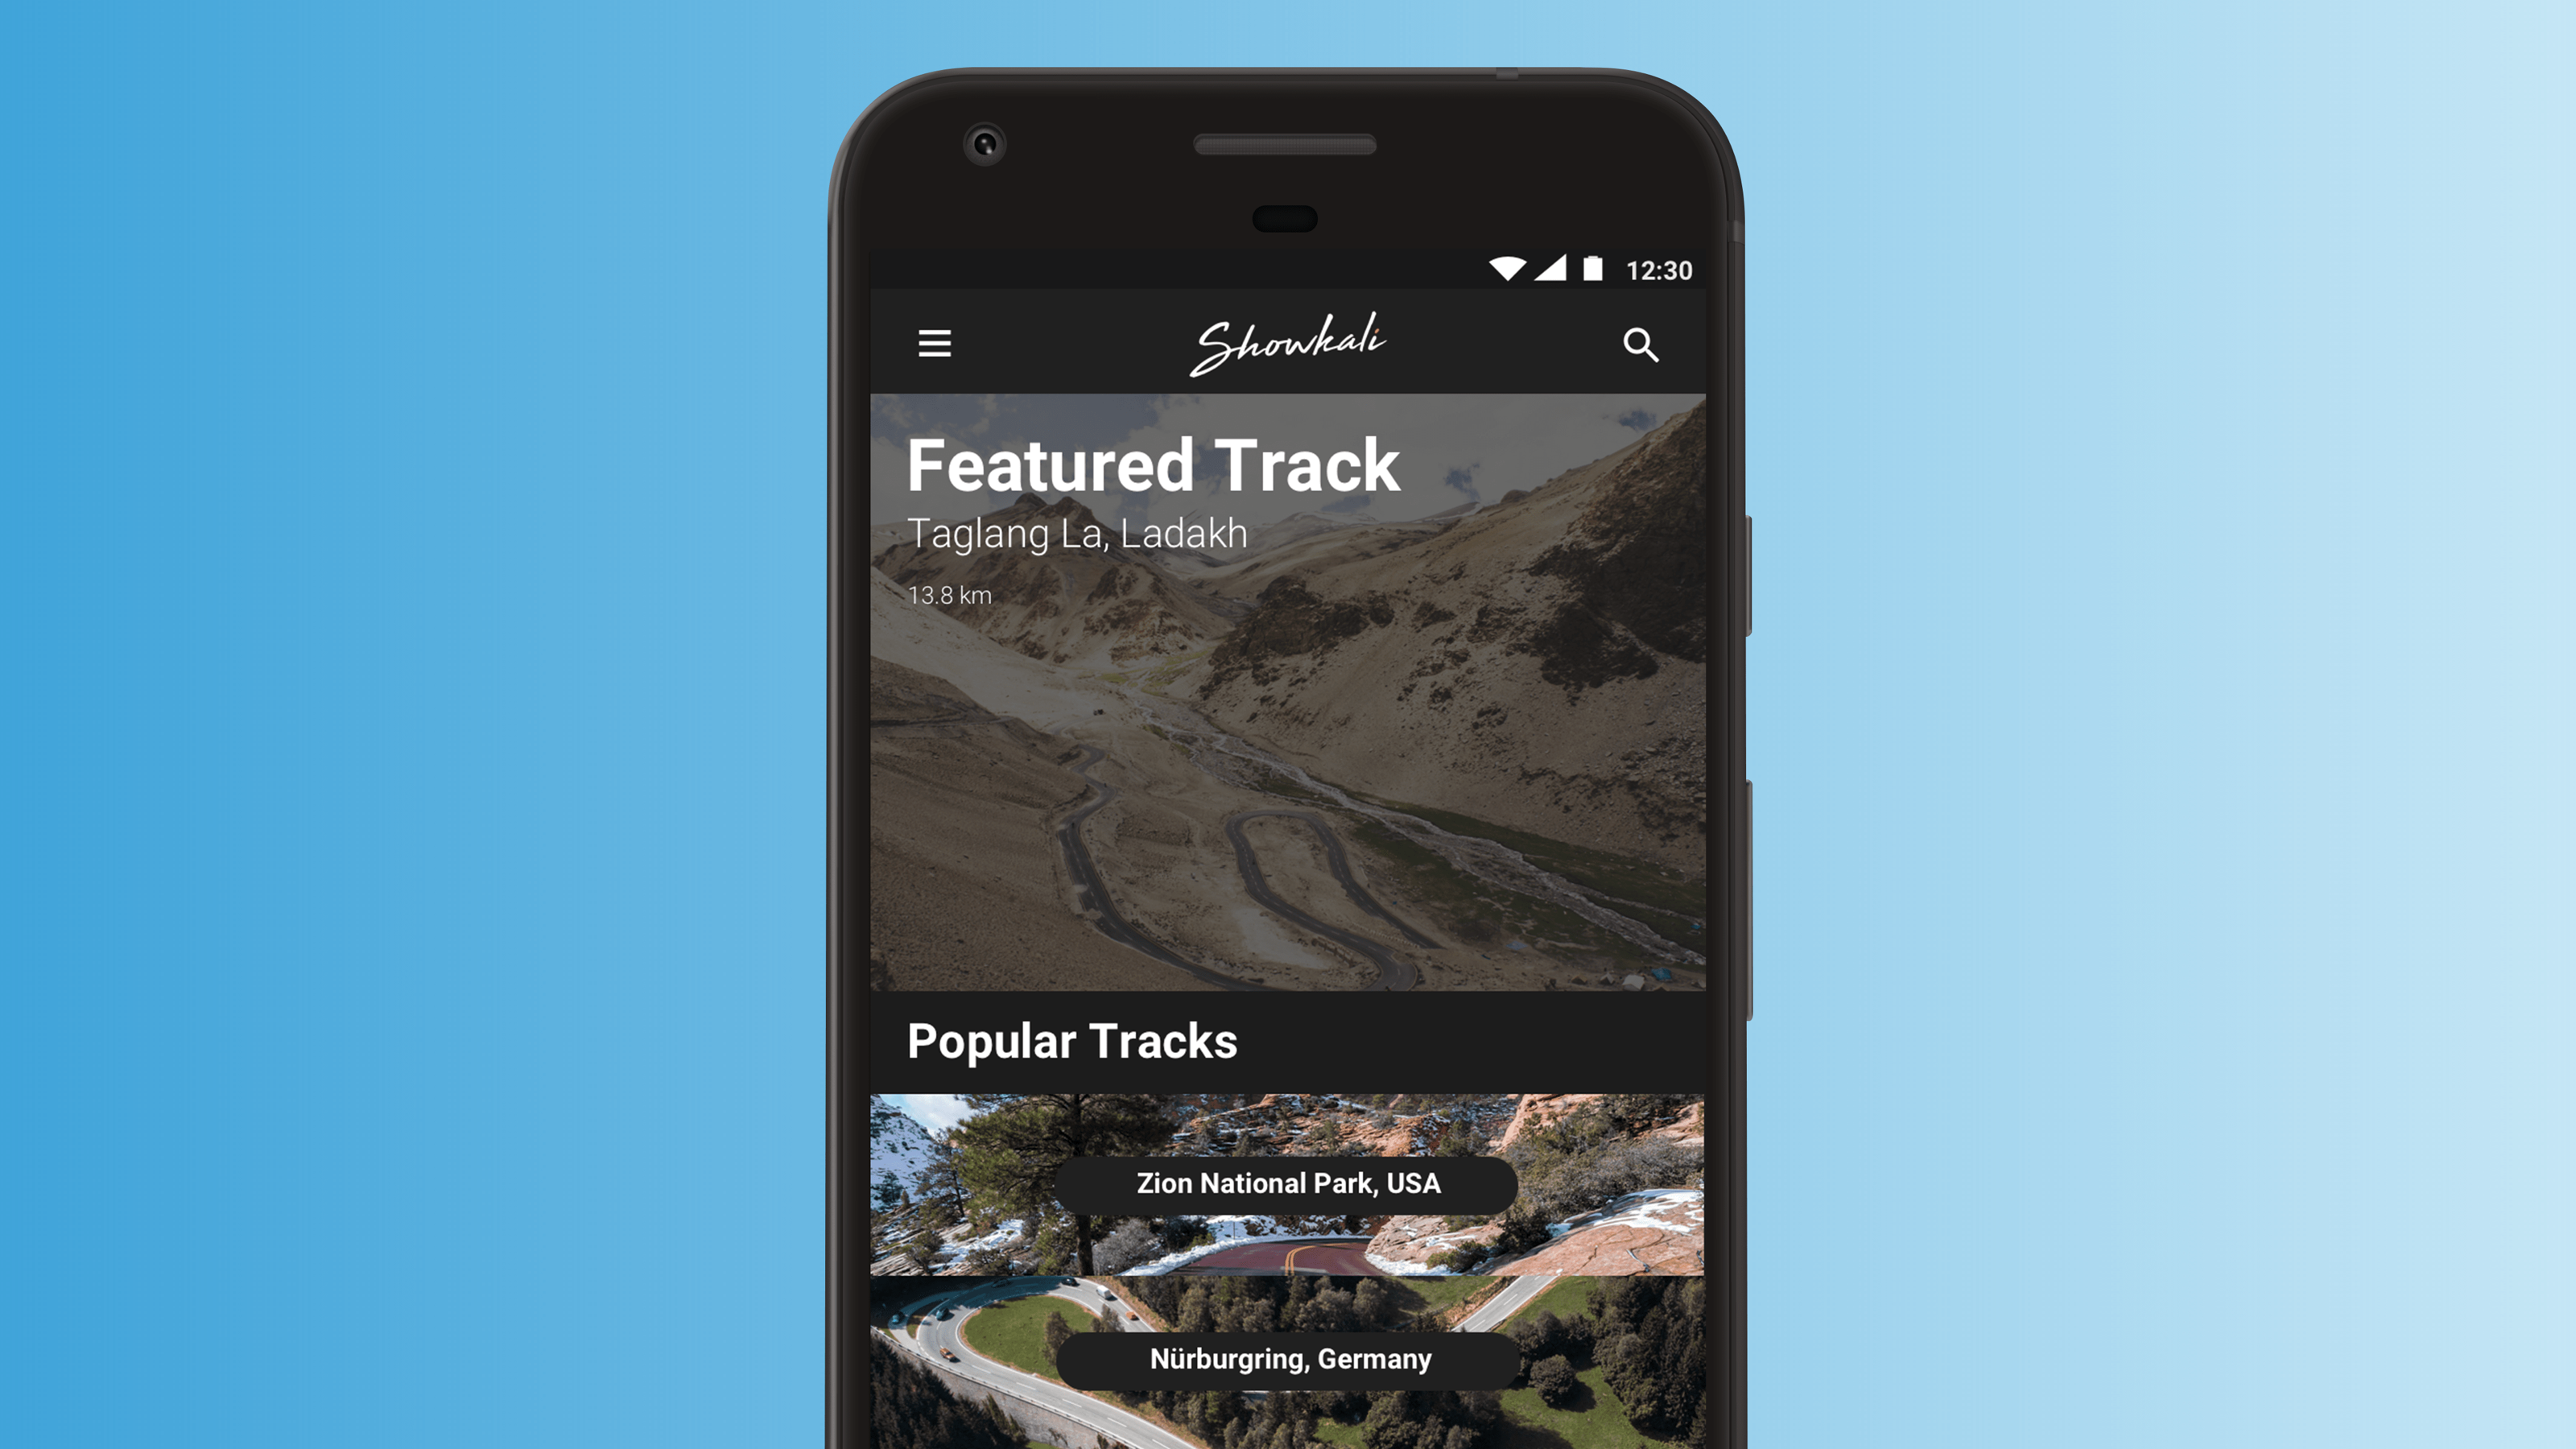 12:30
Showkali
Featured Track
Taglang La, Ladakh
13.8 km
Popular Tracks
Zion National Park, USA
Nürburgring, Germany